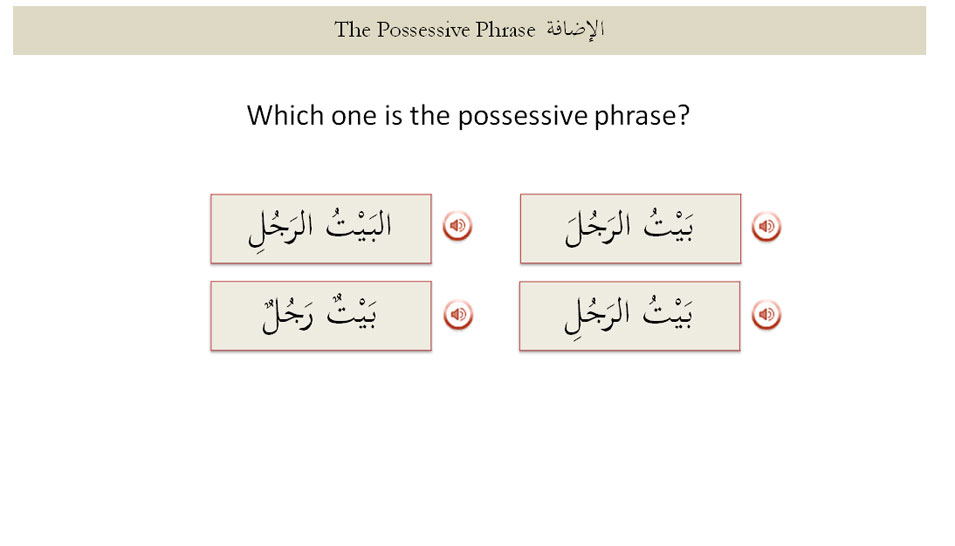 The Possessive Phrase الإضافة
Which one is the possessive phrase?
البَيْتُ الرَجُلِ
بَيْتُ الرَجُلَ
بَيْتٌ رَجُلٌ
بَيْتُ الرَجُلِ